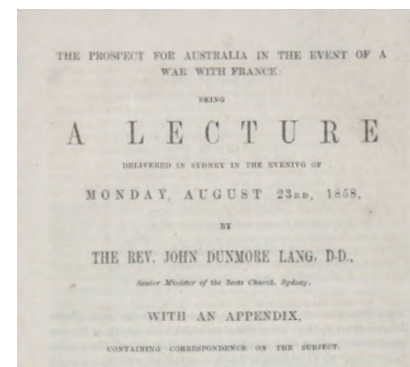 THE PROSPECT FOR AUSTRALIA IN THE EVENT OF A
WAR WITH FRANCE:
BEING
A LECTURE
DELIVERED IN SYDNEY IN THE EVENIVG OF
MONDAY, AUGUST 23RD, 1858,
BY
THE REV. JOHN DUNMORE LANG, D.D.,
Senior Minister of the Scots Church, Sydney.
WITH AN APPENDIX,
CONTAINING CORRESPONDENCE ON THE SUBJECT.